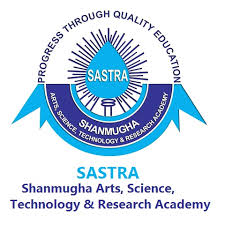 PROGRESS THROUGH QUALITY EDUCATION
SASTRA
SHANMUGHA
ARTS, SCIENCE, TECHNOLOGY & RESEARCH ACADEMY
SASTRA
Shanmugha Arts, Science,
Technology & Research Academy